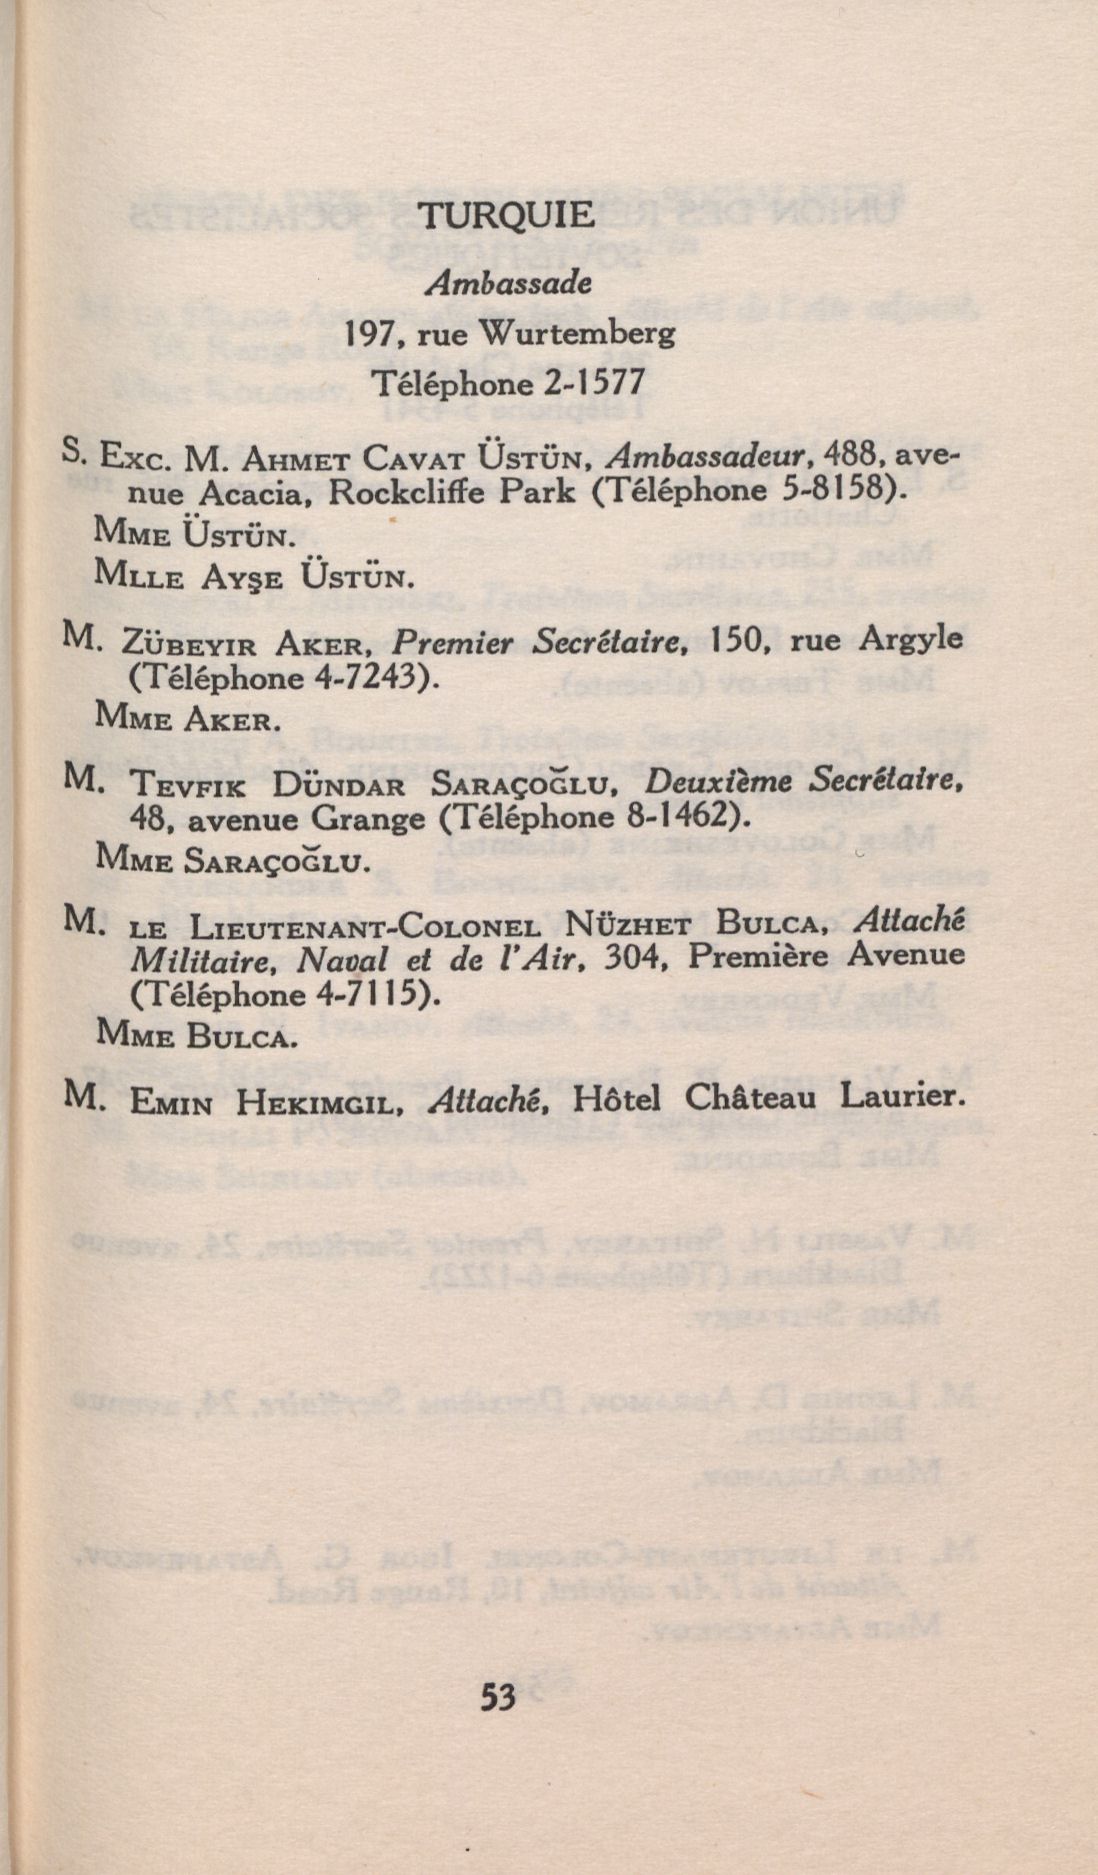 TURQUIE
Ambassade
197, rue Wurtemberg
Téléphone 2-1577
S. Exc. M. Ahmet Cavat Üstün, Ambassadeur, 488, ave-
nue Acacia, Rockcliffe Park (Téléphone 5-8158).
Mme Üstün.
Mlle Ayşe Üstün.
M. Zübeyir Aker, Premier Secrétaire, 150, rue Argyle
(Téléphone 4-7243).
Mme Aker.
M. Tevfik Dündar Saraçoğlu, Deuxième Secrétaire,
48, avenue Grange (Téléphone 8-1462).
Mme Saraçoğlu.
M. le Lieutenant-Colonel Nüzhet Bulca, Attaché
Militaire, Naval et de l'Air, 304, Première Avenue
(Téléphone 4-7115).
Mme Bulca.
M. Emin Hekimgil, Attaché, Hôtel Château Laurier.
53